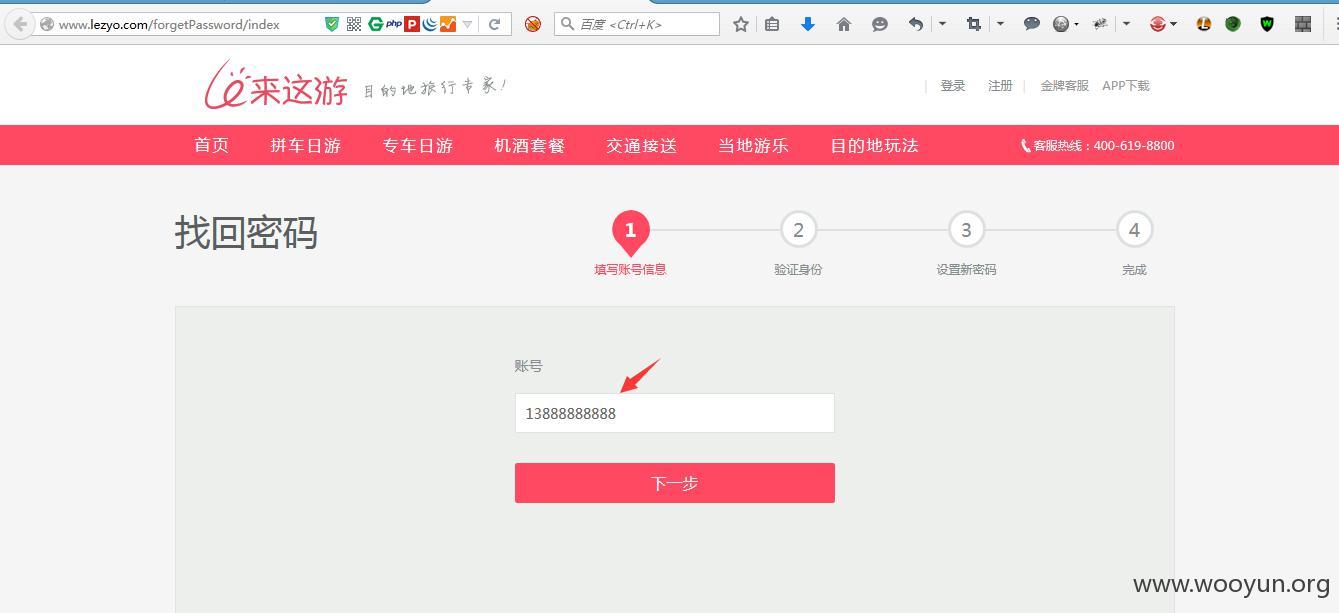 www.lezyo.com/forgetPassword/index
php
百度 <Ctrl+K>
来这游 目的地旅行专家!
登录 注册 金牌客服 APP下载
首页 拼车日游 专车日游 机酒套餐 交通接送 当地游乐 目的地玩法 客服热线：400-619-8800
找回密码
1 2 3 4
填写账号信息 验证身份 设置新密码 完成
账号
13888888888
下一步
www.wooyun.org